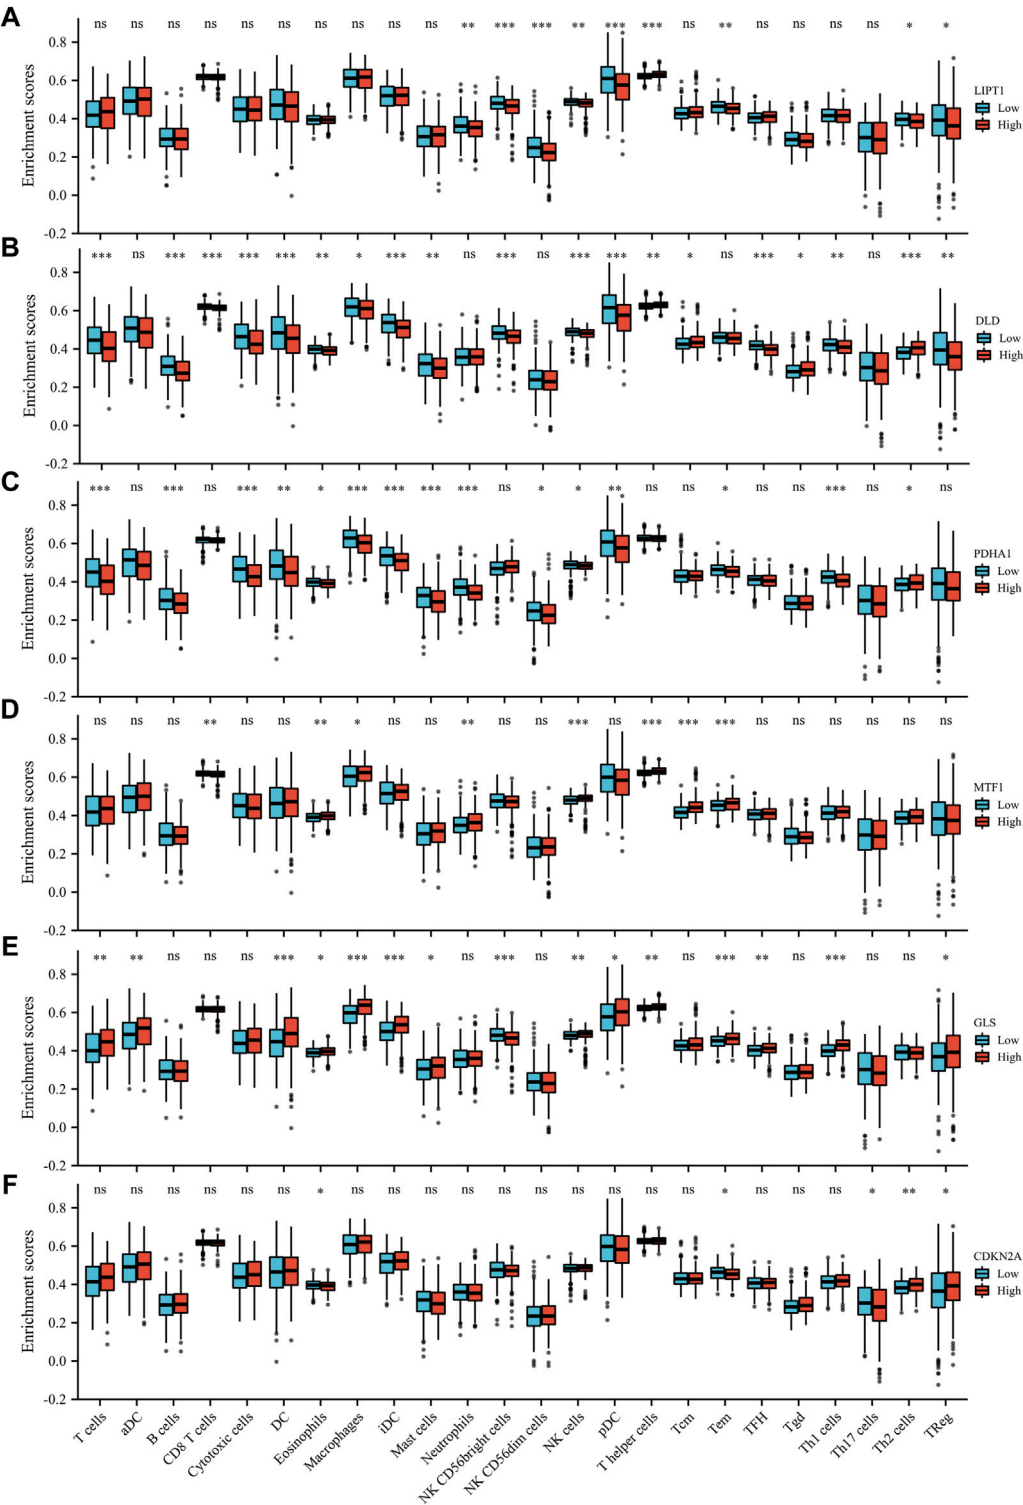 A
ns ns ns ns ns ns ns ns ns ns ** *** *** ** *** *** ns ** ns ns ns ns * *
Enrichment scores
0.8
0.6
0.4
0.2
0.0
-0.2
LIPT1
Low
High
B
*** ns *** *** *** *** ** * *** ** ns *** ns *** *** ** * ns *** * ** ns *** **
Enrichment scores
0.8
0.6
0.4
0.2
0.0
-0.2
DLD
Low
High
C
*** ns *** ns *** ** * *** *** *** *** ns * * ** ns ns * ns ns *** ns * ns
Enrichment scores
0.8
0.6
0.4
0.2
0.0
-0.2
PDHA1
Low
High
D
ns ns ns ** ns ns ** * ns ns ** ns ns *** ns *** *** *** ns ns ns ns ns ns
Enrichment scores
0.8
0.6
0.4
0.2
0.0
-0.2
MTF1
Low
High
E
** ** ns ns ns *** * *** *** * ns *** ns ** * ** ns *** ** ns *** ns ns *
Enrichment scores
0.8
0.6
0.4
0.2
0.0
-0.2
GLS
Low
High
F
ns ns ns ns ns ns * ns ns ns ns ns ns ns ns ns ns * ns ns ns * ** *
Enrichment scores
0.8
0.6
0.4
0.2
0.0
-0.2
CDKN2A
Low
High
T cells
aDC
B cells
CD8 T cells
Cytotoxic cells
DC
Eosinophils
Macrophages
iDC
Mast cells
Neutrophils
NK CD56bright cells
NK CD56dim cells
NK cells
pDC
T helper cells
Tcm
Tem
TFH
Tgd
Th1 cells
Th17 cells
Th2 cells
TReg